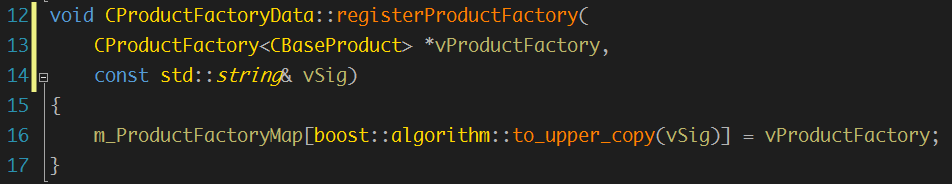 12 void CProductFactoryData::registerProductFactory(
13     CProductFactory<CBaseProduct> *vProductFactory,
14     const std::string& vSig)
15 {
16     m_ProductFactoryMap[boost::algorithm::to_upper_copy(vSig)] = vProductFactory;
17 }